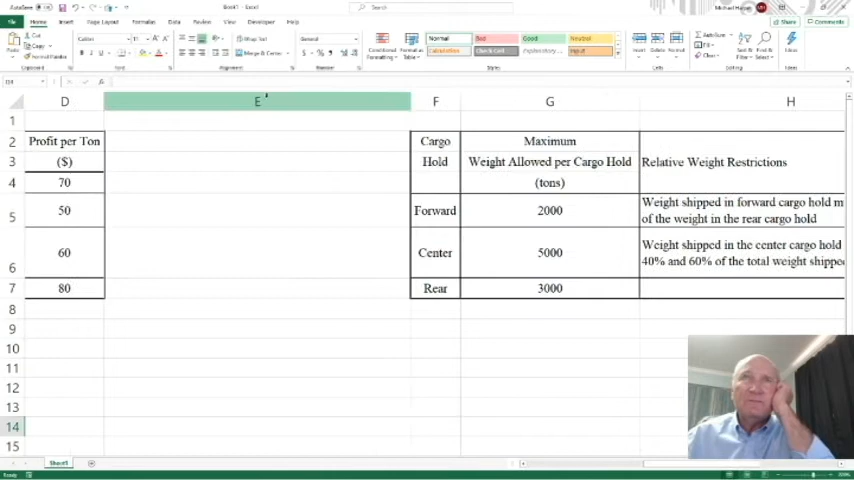 AutoSave
Book1 - Excel
Search
Michael Harper
File
Home
Insert
Page Layout
Formulas
Data
Review
View
Developer
Help
Share
Comments
Cut
Copy
Format Painter
Calibri
11
Wrap Text
Merge & Center
General
Conditional
Formatting
Format as
Table
Normal
Bad
Good
Neutral
Calculation
Check Cell
Explanatory ...
Input
Insert
Delete
Format
AutoSum
Fill
Clear
Sort &
Filter
Find &
Select
Ideas
Clipboard
Font
Alignment
Number
Styles
Cells
Editing
Ideas
D E F G H
1
2 Profit per Ton Cargo Maximum
3 ($) Hold Weight Allowed per Cargo Hold Relative Weight Restrictions
4 70 (tons)
Weight shipped in forward cargo hold m
5 50 Forward 2000
of the weight in the rear cargo hold
Weight shipped in the center cargo hold
60 Center 5000
6 40% and 60% of the total weight shippe
7 80 Rear 3000
8
9
10
11
12
13
14
15
Sheet1
Ready